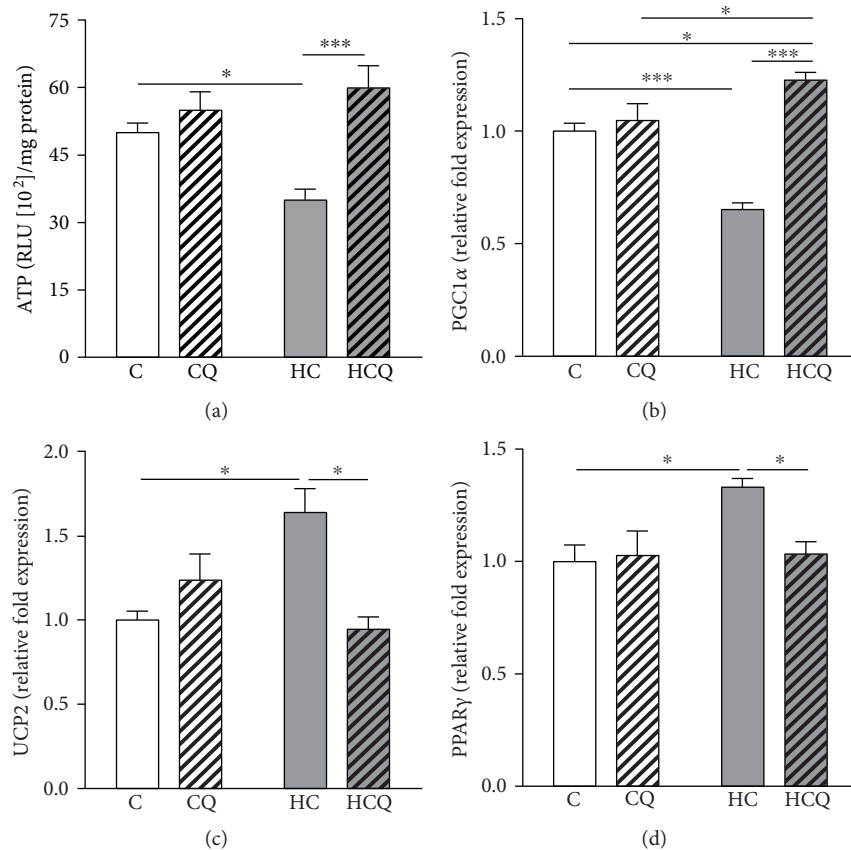 75
60
45
30
15
0
ATP (RLU [10²]/mg protein)
*
***
C CQ HC HCQ
(a)
1.5
1.0
0.5
0.0
PGC1α (relative fold expression)
*
*
***
***
C CQ HC HCQ
(b)
2.0
1.5
1.0
0.5
0.0
UCP2 (relative fold expression)
* *
C CQ HC HCQ
(c)
1.5
1.0
0.5
0.0
PPARγ (relative fold expression)
* *
C CQ HC HCQ
(d)